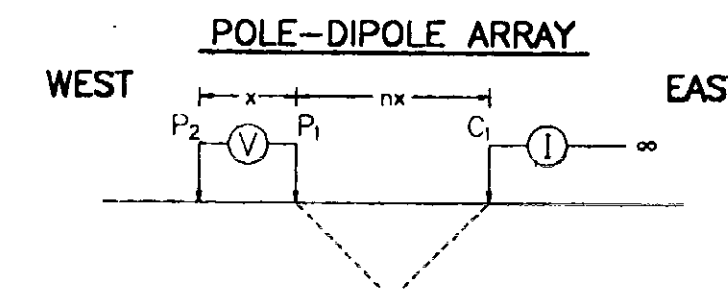 POLE-DIPOLE ARRAY
WEST
x
nx
EAST
P2
V
P1
C1
I
∞